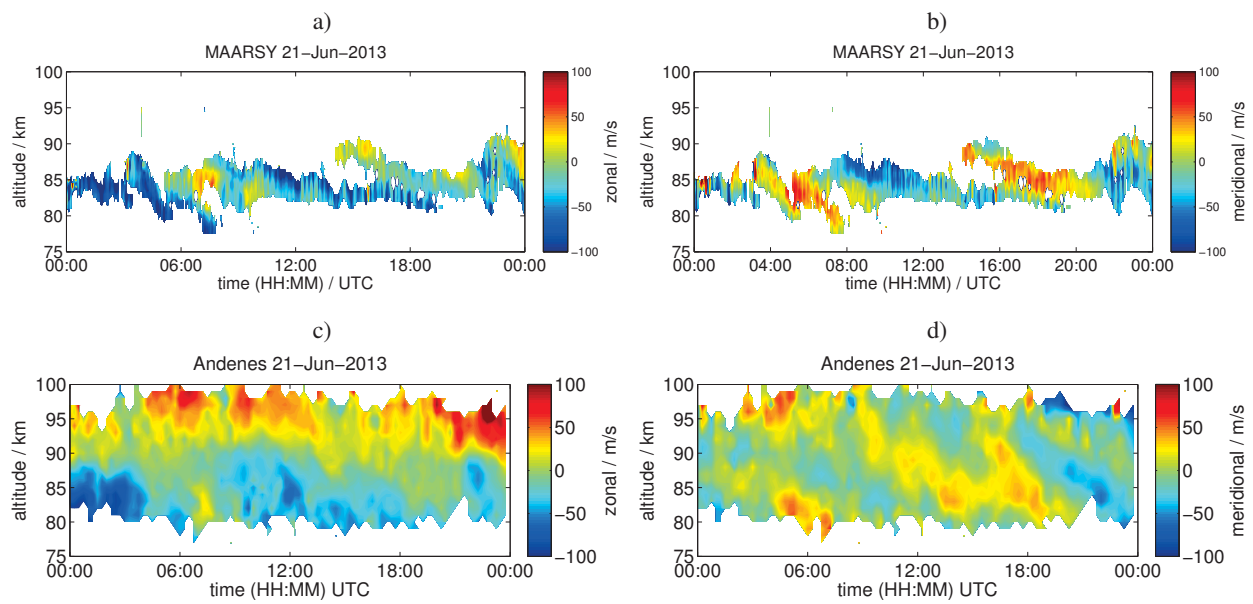 a)
MAARSY 21-Jun-2013
100
95
90
85
80
75
altitude / km
00:00 06:00 12:00 18:00 00:00
time (HH:MM) / UTC
100
50
0
-50
-100
zonal / m/s
b)
MAARSY 21-Jun-2013
100
95
90
85
80
75
altitude / km
00:00 04:00 08:00 12:00 16:00 20:00 00:00
time (HH:MM) / UTC
100
50
0
-50
-100
meridional / m/s
c)
Andenes 21-Jun-2013
100
95
90
85
80
75
altitude / km
00:00 06:00 12:00 18:00 00:00
time (HH:MM) UTC
100
50
0
-50
-100
zonal / m/s
d)
Andenes 21-Jun-2013
100
95
90
85
80
75
altitude / km
00:00 06:00 12:00 18:00 00:00
time (HH:MM) UTC
100
50
0
-50
-100
meridional / m/s